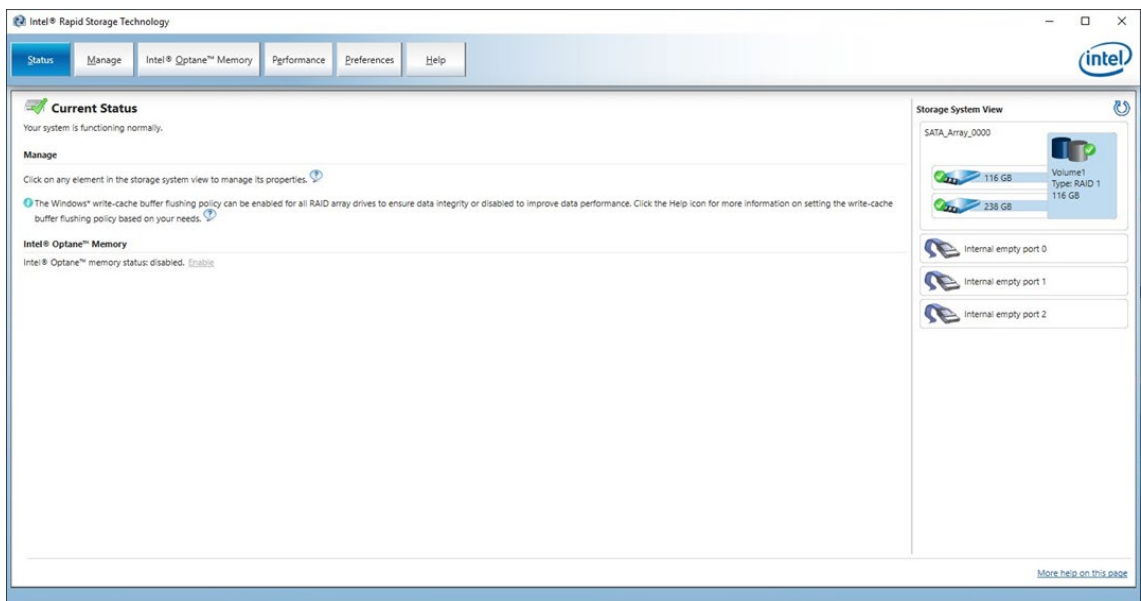 Intel® Rapid Storage Technology
Status
Manage
Intel® Optane™ Memory
Performance
Preferences
Help
intel
Current Status
Your system is functioning normally.
Manage
Click on any element in the storage system view to manage its properties.
The Windows* write-cache buffer flushing policy can be enabled for all RAID array drives to ensure data integrity or disabled to improve data performance. Click the Help icon for more information on setting the write-cache
buffer flushing policy based on your needs.
Intel® Optane™ Memory
Intel® Optane™ memory status: disabled. Enable
Storage System View
SATA_Array_0000
116 GB
238 GB
Volume1
Type: RAID 1
116 GB
Internal empty port 0
Internal empty port 1
Internal empty port 2
More help on this page